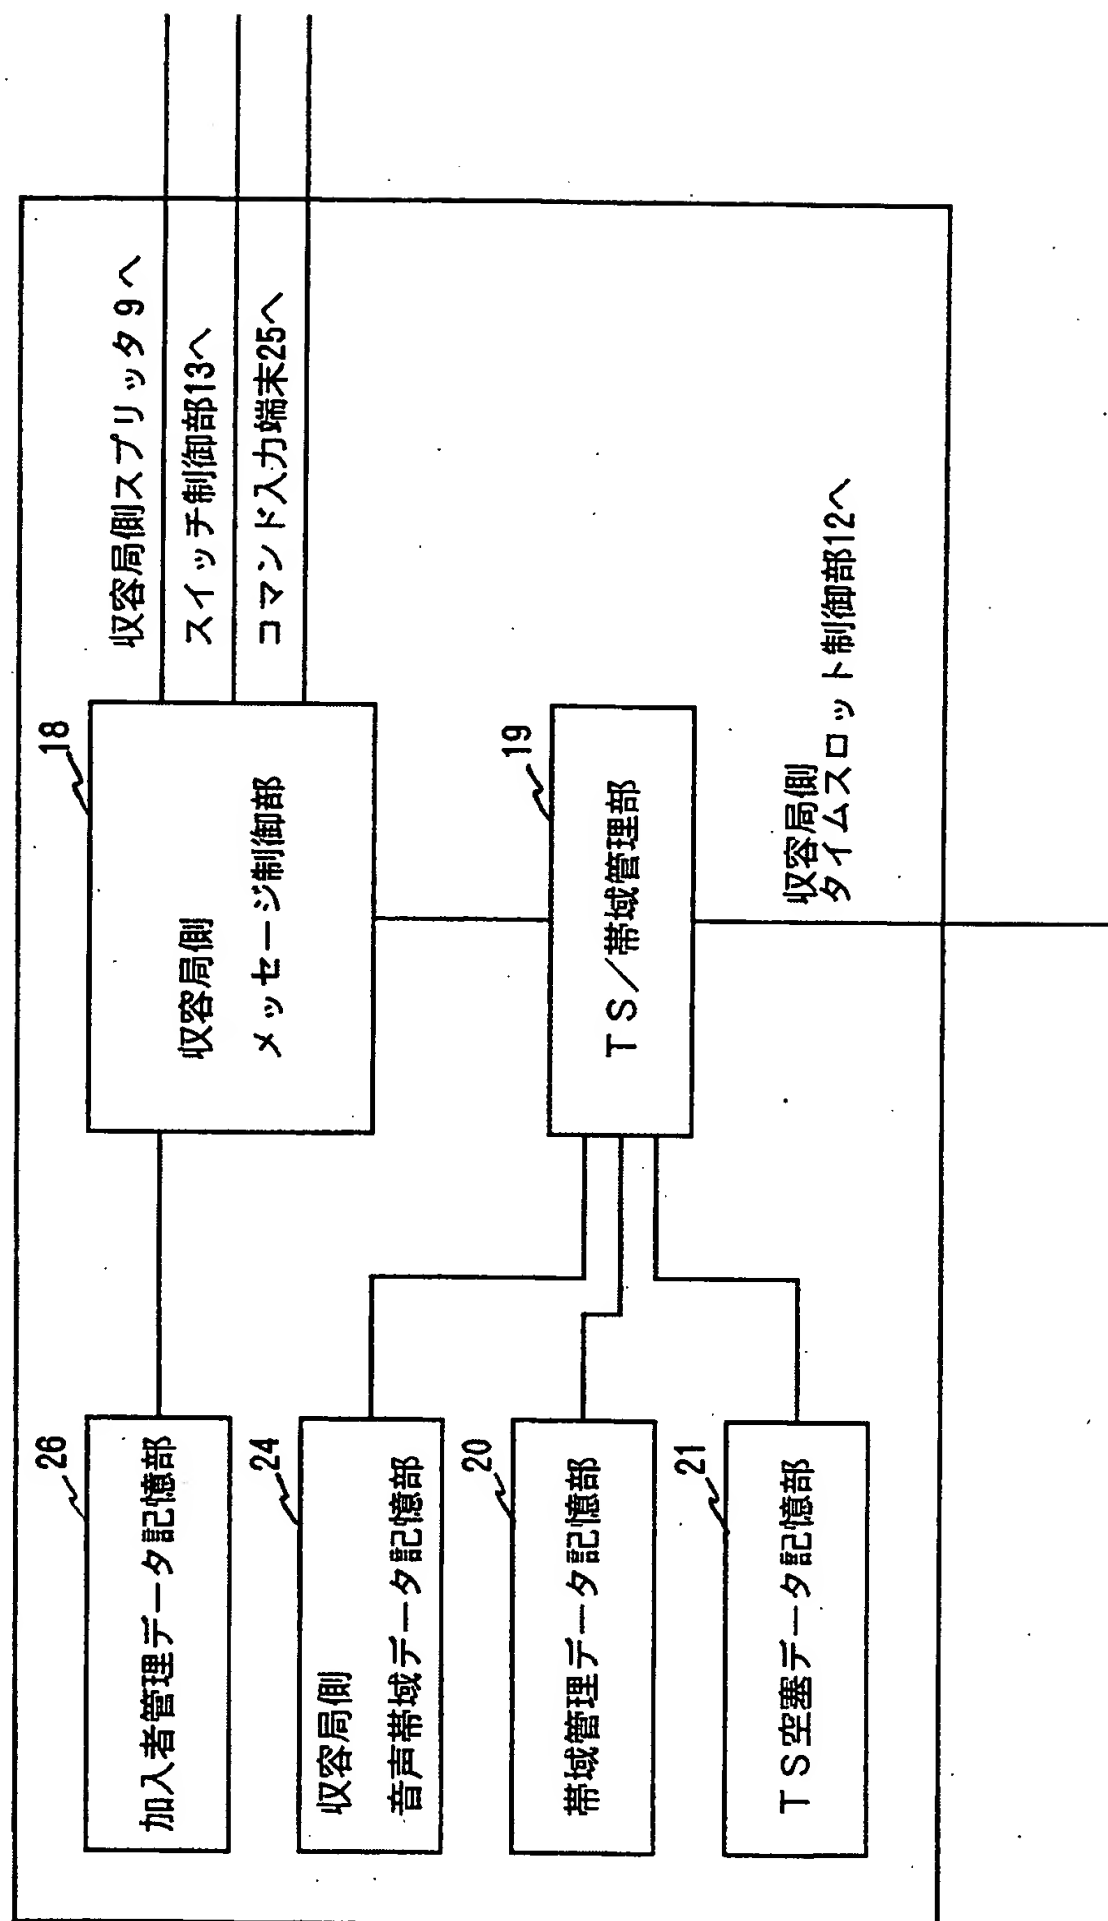 26
加入者管理データ記憶部
24
収容局側
音声帯域データ記憶部
20
帯域管理データ記憶部
21
ＴＳ空塞データ記憶部
18
収容局側
メッセージ制御部
19
ＴＳ／帯域管理部
収容局側スプリッタ９へ
スイッチ制御部13へ
コマンド入力端末25へ
収容局側
タイムスロット制御部12へ